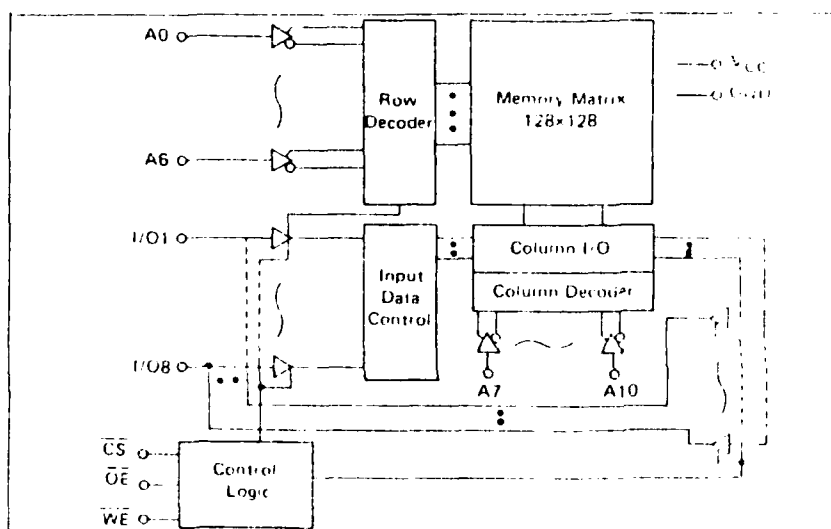 A0
A6
Row
Decoder
Memory Matrix
128×128
I/O1
I/O8
Input
Data
Control
Column I/O
Column Decoder
A7
A10
CS
OE
WE
Control
Logic